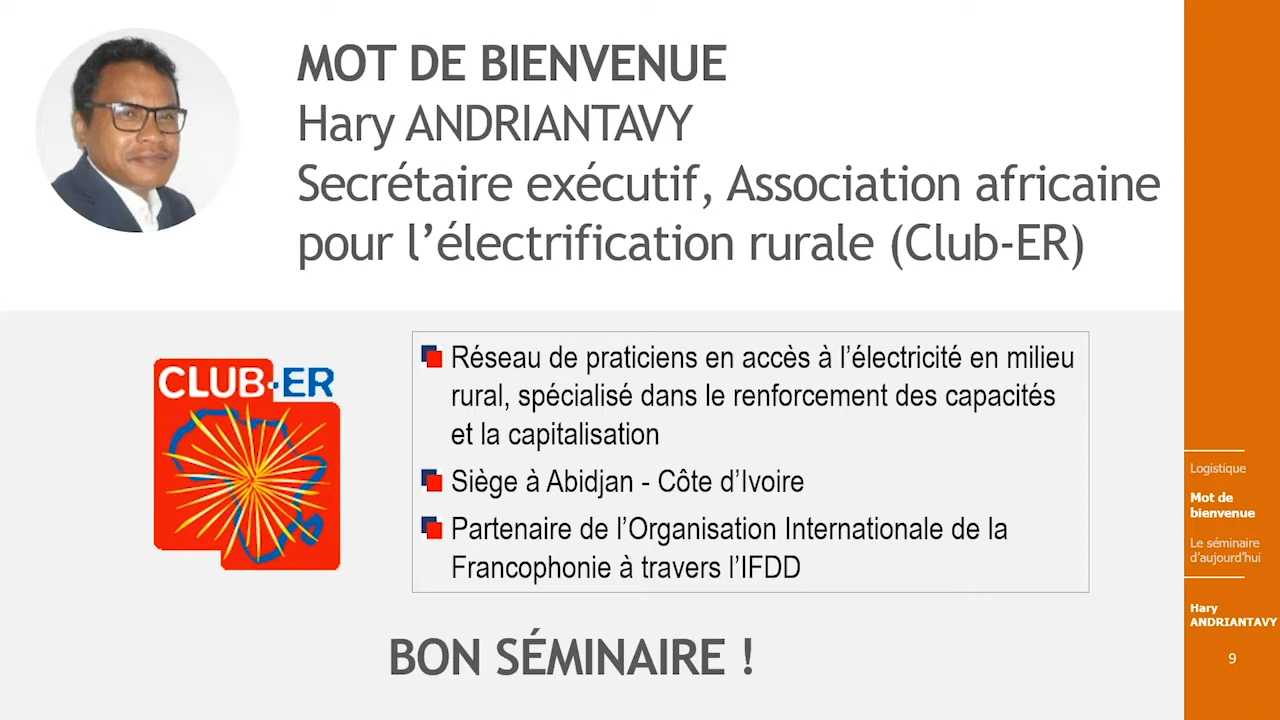 MOT DE BIENVENUE
Hary ANDRIANTAVY
Secrétaire exécutif, Association africaine
pour l’électrification rurale (Club-ER)
CLUB-ER
Réseau de praticiens en accès à l’électricité en milieu
rural, spécialisé dans le renforcement des capacités
et la capitalisation
Siège à Abidjan - Côte d’Ivoire
Partenaire de l’Organisation Internationale de la
Francophonie à travers l’IFDD
BON SÉMINAIRE !
Logistique
Mot de
bienvenue
Le séminaire
d’aujourd’hui
Hary
ANDRIANTAVY
9